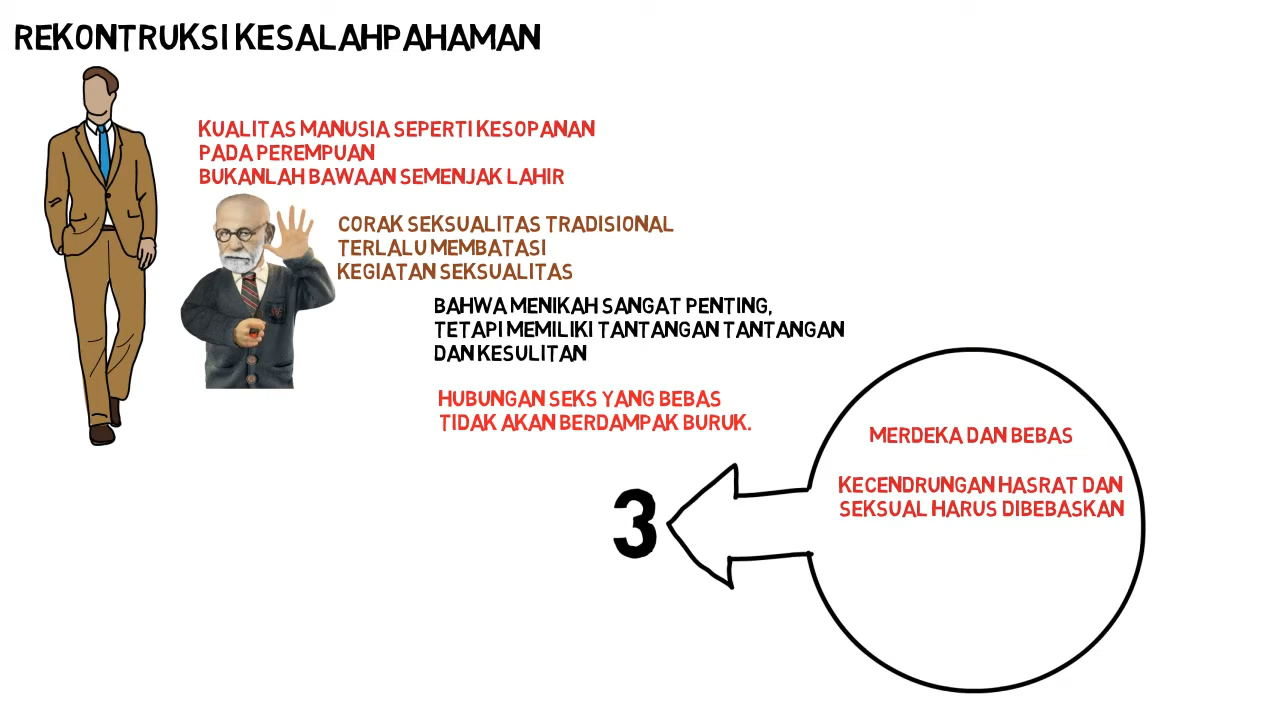 REKONTRUKSI KESALAHPAHAMAN
KUALITAS MANUSIA SEPERTI KESOPANAN
PADA PEREMPUAN
BUKANLAH BAWAAN SEMENJAK LAHIR
CORAK SEKSUALITAS TRADISIONAL
TERLALU MEMBATASI
KEGIATAN SEKSUALITAS
BAHWA MENIKAH SANGAT PENTING,
TETAPI MEMILIKI TANTANGAN TANTANGAN
DAN KESULITAN
HUBUNGAN SEKS YANG BEBAS
TIDAK AKAN BERDAMPAK BURUK.
MERDEKA DAN BEBAS
KECENDRUNGAN HASRAT DAN
SEKSUAL HARUS DIBEBASKAN
3